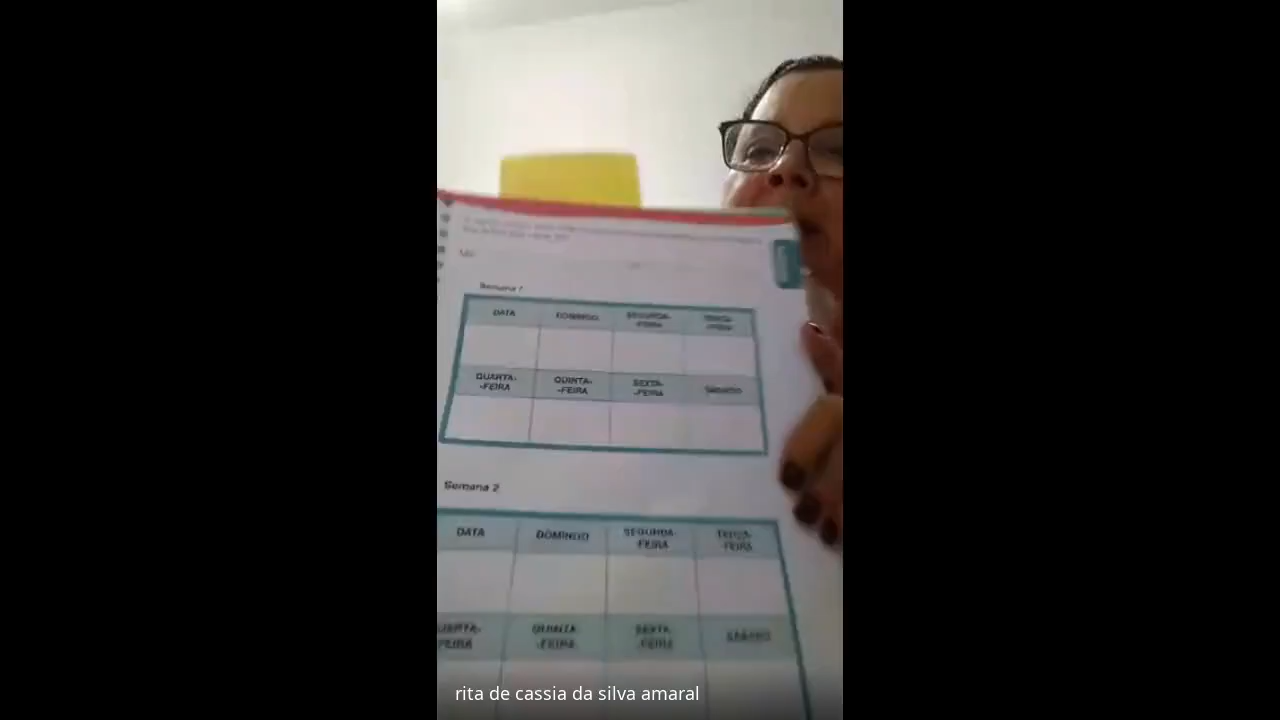 Semana 1
DATA DOMINGO SEGUNDA- TERÇA-
-FEIRA -FEIRA
QUARTA- QUINTA- SEXTA- SÁBADO
-FEIRA -FEIRA -FEIRA
Semana 2
DATA DOMINGO SEGUNDA- TERÇA-
-FEIRA -FEIRA
QUINTA- SEXTA- SÁBADO
FEIRA -FEIRA -FEIRA
rita de cassia da silva amaral